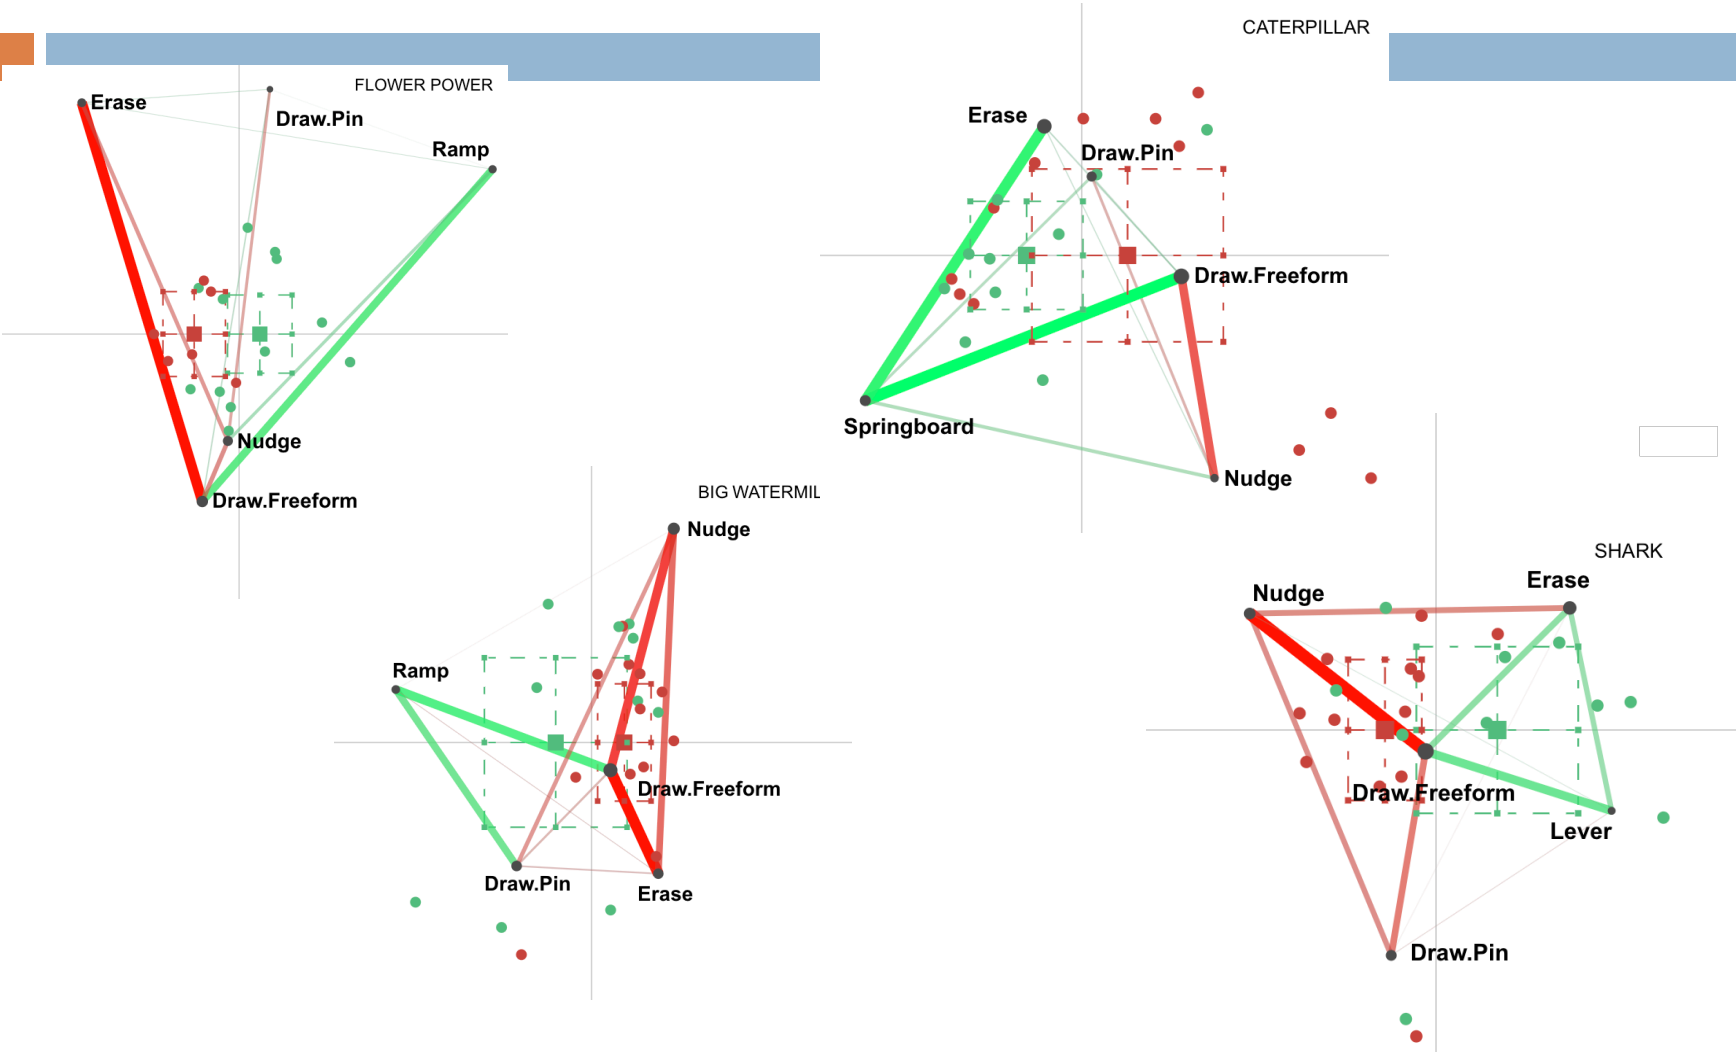 FLOWER POWER
Erase
Draw.Pin
Ramp
Nudge
Draw.Freeform
CATERPILLAR
Erase
Draw.Pin
Draw.Freeform
Springboard
Nudge
BIG WATERMIL
Nudge
Ramp
Draw.Freeform
Draw.Pin
Erase
SHARK
Erase
Nudge
Draw.Freeform
Lever
Draw.Pin